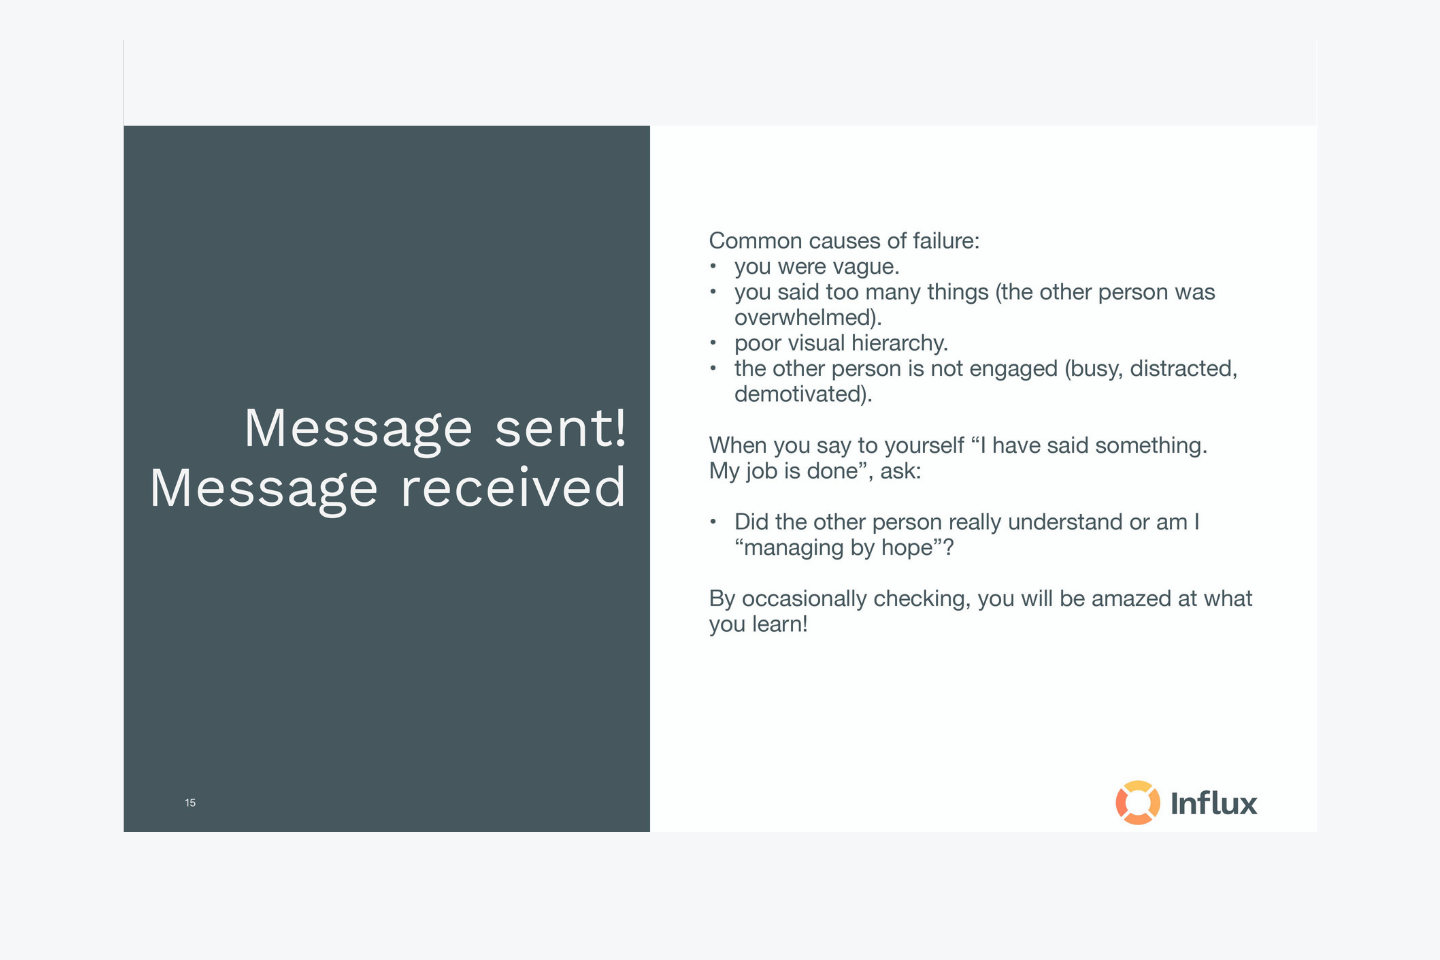 Message sent!
Message received
15
Common causes of failure:
• you were vague.
• you said too many things (the other person was
overwhelmed).
• poor visual hierarchy.
• the other person is not engaged (busy, distracted,
demotivated).
When you say to yourself “I have said something.
My job is done”, ask:
• Did the other person really understand or am I
“managing by hope”?
By occasionally checking, you will be amazed at what
you learn!
Influx